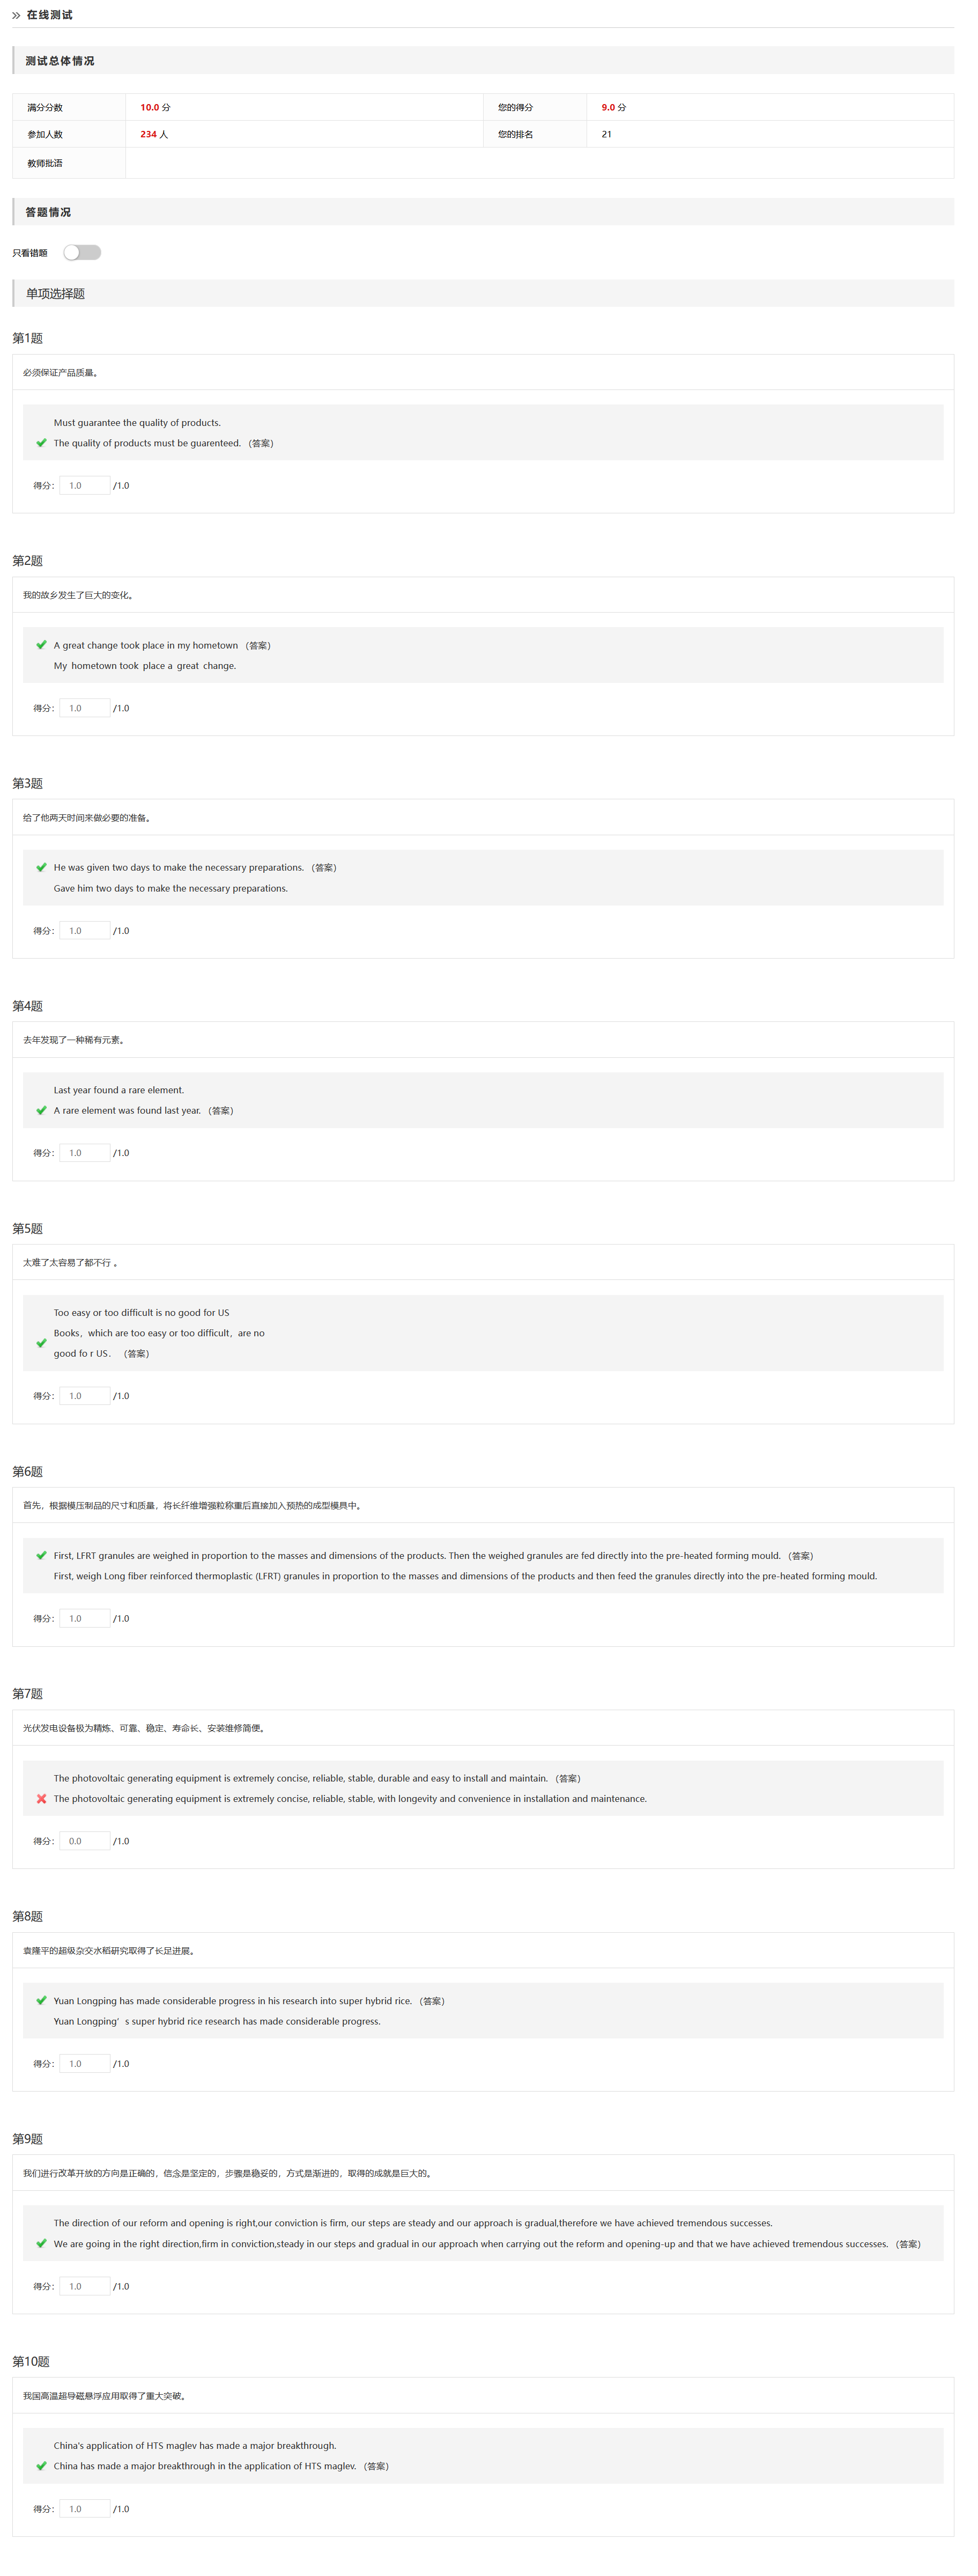 在线测试
测试总体情况
满分分数 10.0 分 您的得分 9.0 分
参加人数 234 人 您的排名 21
教师批语
答题情况
只看错题
单项选择题
第1题
必须保证产品质量。
Must guarantee the quality of products.
The quality of products must be guarenteed. （答案）
得分： 1.0 /1.0
第2题
我的故乡发生了巨大的变化。
A great change took place in my hometown （答案）
My hometown took place a great change.
得分： 1.0 /1.0
第3题
给了他两天时间来做必要的准备。
He was given two days to make the necessary preparations. （答案）
Gave him two days to make the necessary preparations.
得分： 1.0 /1.0
第4题
去年发现了一种稀有元素。
Last year found a rare element.
A rare element was found last year. （答案）
得分： 1.0 /1.0
第5题
太难了太容易了都不行 。
Too easy or too difficult is no good for US
Books，which are too easy or too difficult，are no
good fo r US． （答案）
得分： 1.0 /1.0
第6题
首先，根据模压制品的尺寸和质量，将长纤维增强粒称重后直接加入预热的成型模具中。
First, LFRT granules are weighed in proportion to the masses and dimensions of the products. Then the weighed granules are fed directly into the pre-heated forming mould. （答案）
First, weigh Long fiber reinforced thermoplastic (LFRT) granules in proportion to the masses and dimensions of the products and then feed the granules directly into the pre-heated forming mould.
得分： 1.0 /1.0
第7题
光伏发电设备极为精炼、可靠、稳定、寿命长、安装维修简便。
The photovoltaic generating equipment is extremely concise, reliable, stable, durable and easy to install and maintain. （答案）
The photovoltaic generating equipment is extremely concise, reliable, stable, with longevity and convenience in installation and maintenance.
得分： 0.0 /1.0
第8题
袁隆平的超级杂交水稻研究取得了长足进展。
Yuan Longping has made considerable progress in his research into super hybrid rice. （答案）
Yuan Longping’s super hybrid rice research has made considerable progress.
得分： 1.0 /1.0
第9题
我们进行改革开放的方向是正确的，信念是坚定的，步骤是稳妥的，方式是渐进的，取得的成就是巨大的。
The direction of our reform and opening is right,our conviction is firm, our steps are steady and our approach is gradual,therefore we have achieved tremendous successes.
We are going in the right direction,firm in conviction,steady in our steps and gradual in our approach when carrying out the reform and opening-up and that we have achieved tremendous successes. （答案）
得分： 1.0 /1.0
第10题
我国高温超导磁悬浮应用取得了重大突破。
China's application of HTS maglev has made a major breakthrough.
China has made a major breakthrough in the application of HTS maglev. （答案）
得分： 1.0 /1.0